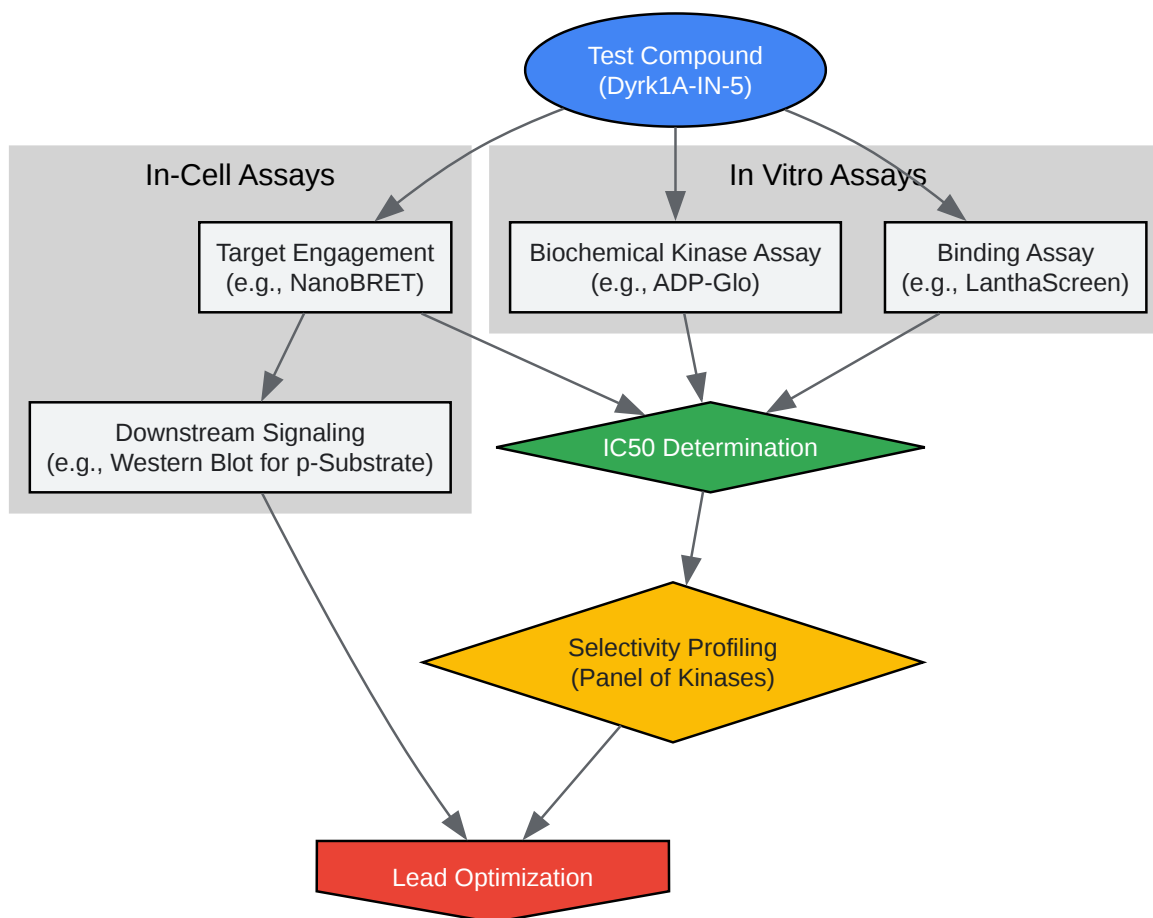 Test Compound
(Dyrk1A-IN-5)
In-Cell Assays
In Vitro Assays
Target Engagement
(e.g., NanoBRET)
Biochemical Kinase Assay
(e.g., ADP-Glo)
Binding Assay
(e.g., LanthaScreen)
Downstream Signaling
(e.g., Western Blot for p-Substrate)
IC50 Determination
Selectivity Profiling
(Panel of Kinases)
Lead Optimization